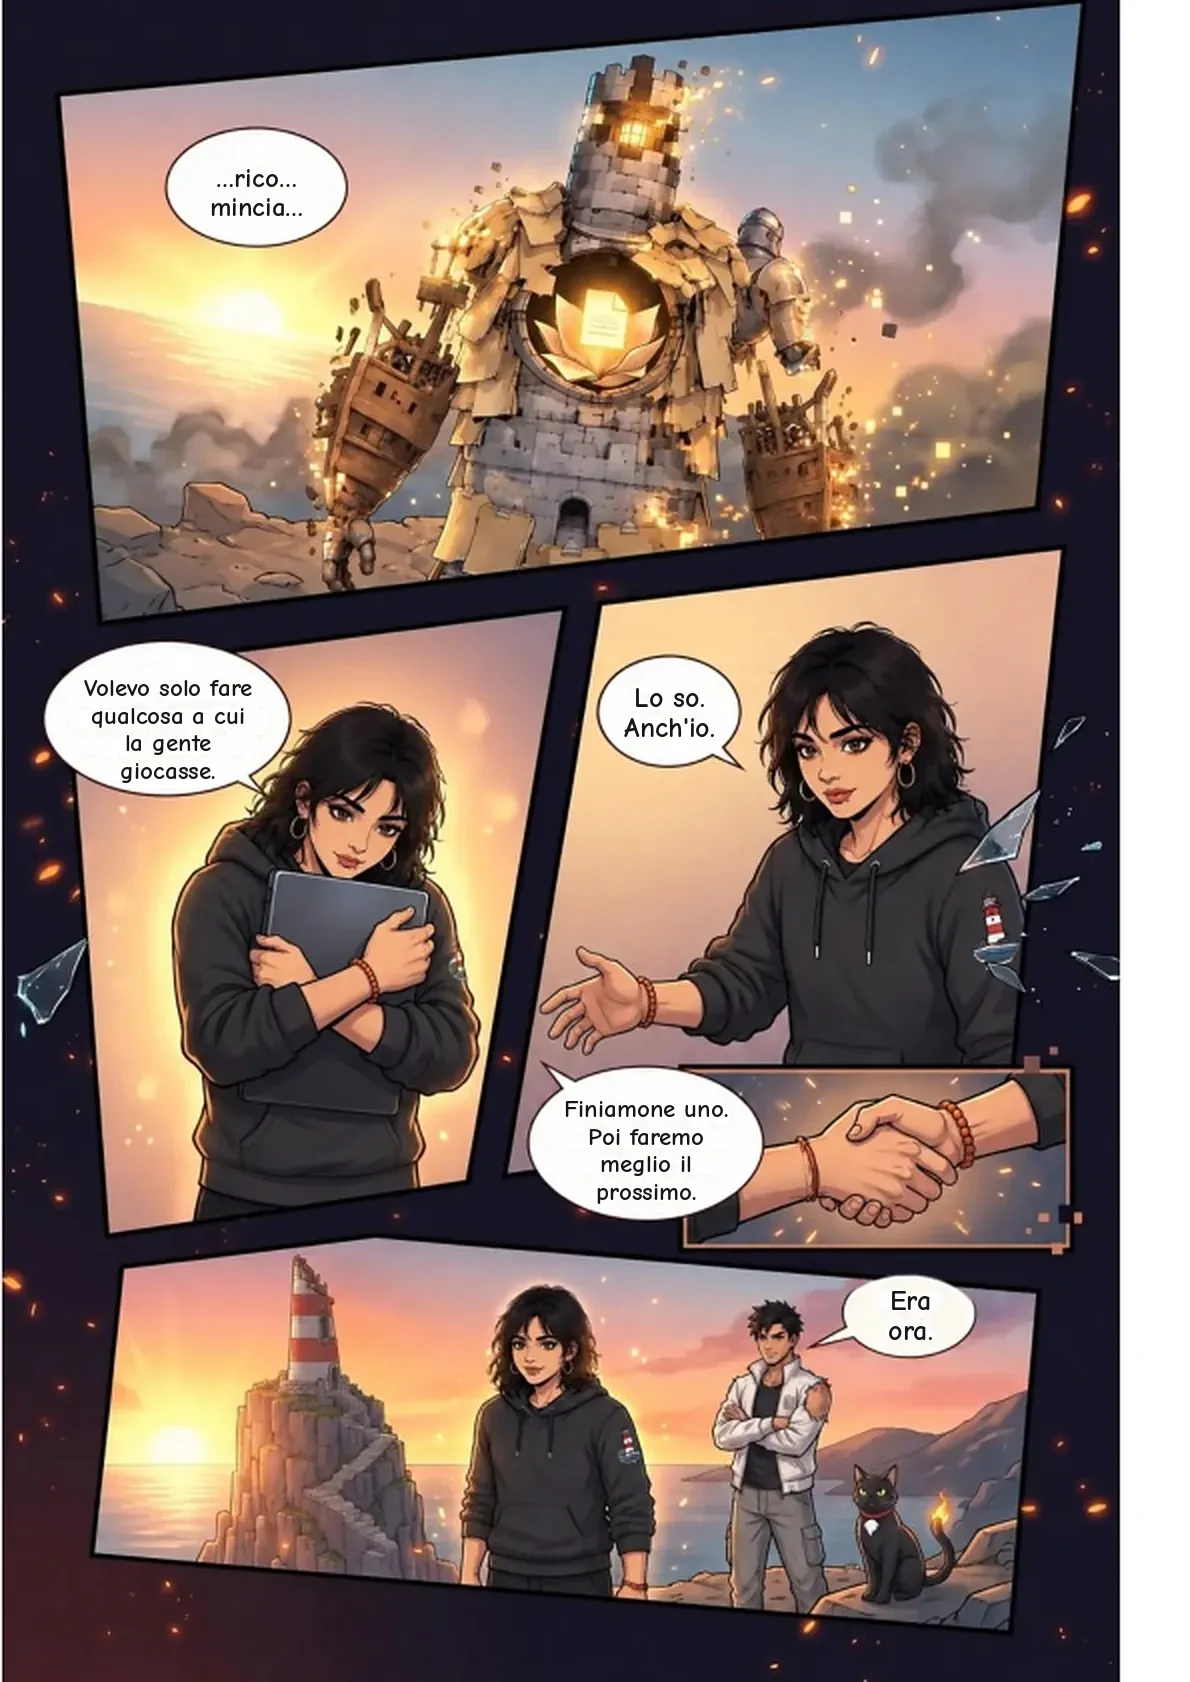 ...rico...
mincia...
Volevo solo fare
qualcosa a cui
la gente
giocasse.
Lo so.
Anch'io.
Finiamone uno.
Poi faremo
meglio il
prossimo.
Era
ora.